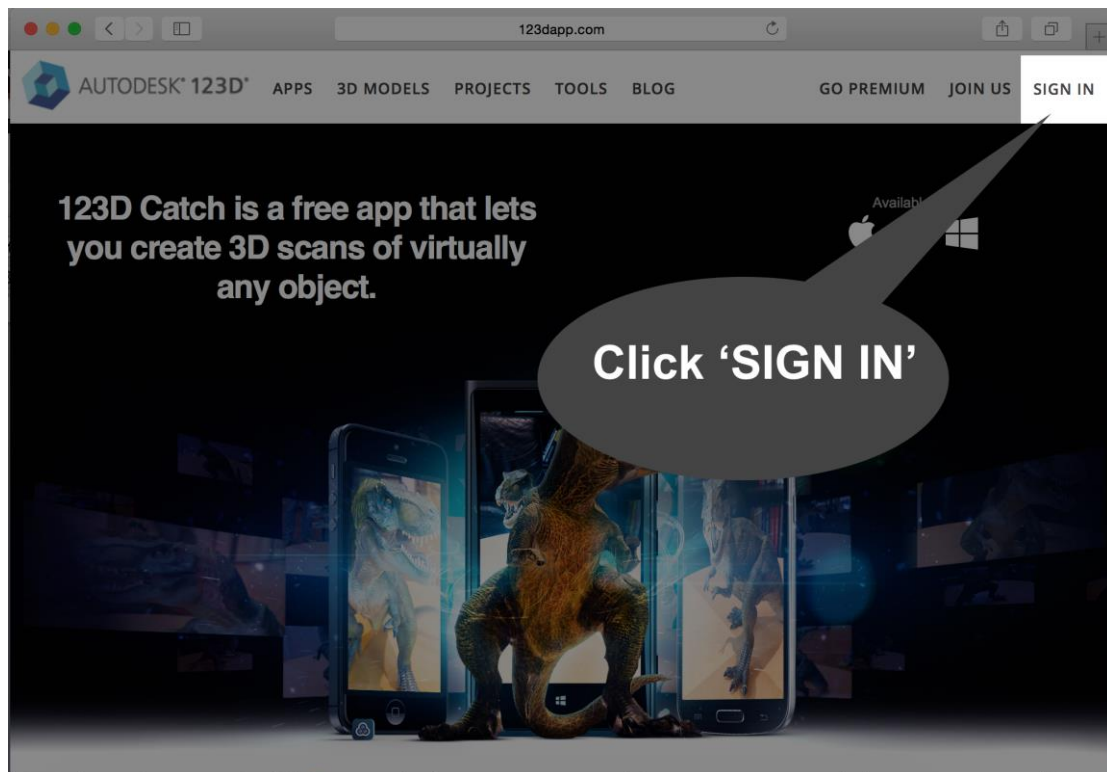 123dapp.com
AUTODESK® 123D® APPS 3D MODELS PROJECTS TOOLS BLOG GO PREMIUM JOIN US SIGN IN
123D Catch is a free app that lets
you create 3D scans of virtually
any object.
Click ‘SIGN IN’